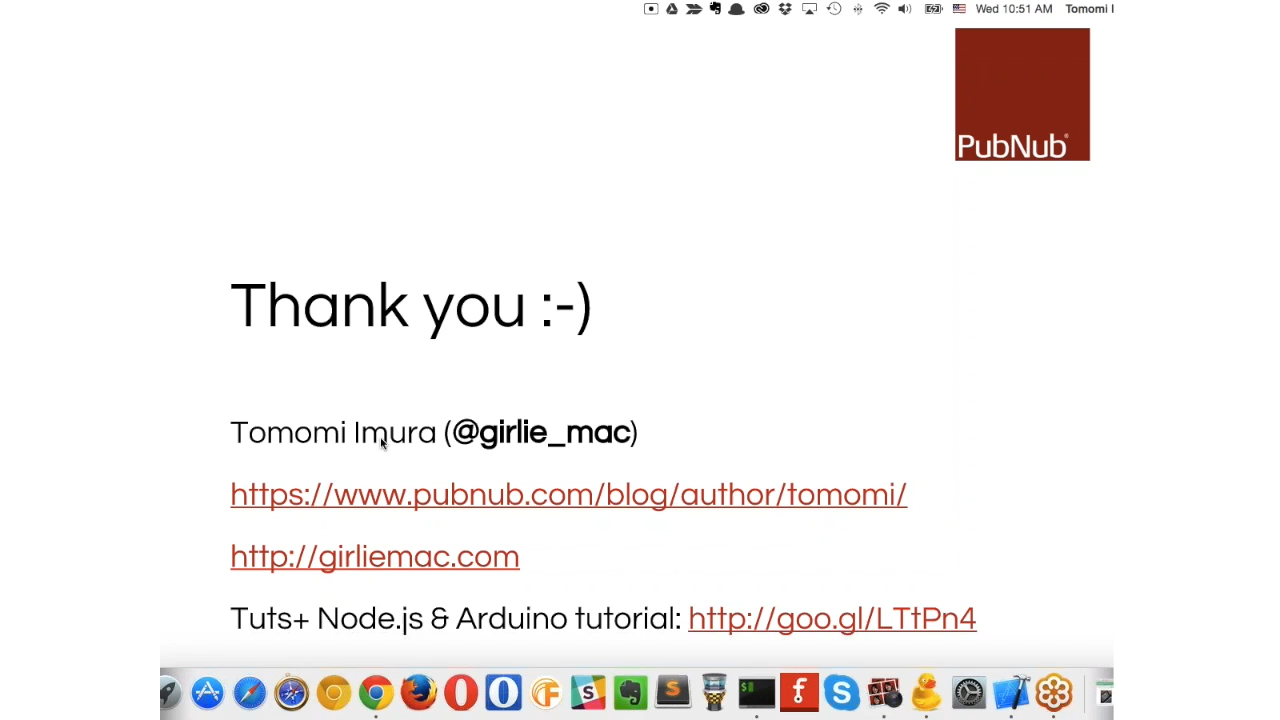 Wed 10:51 AM Tomomi I
PubNub
Thank you :-)
Tomomi Imura (@girlie_mac)
https://www.pubnub.com/blog/author/tomomi/
http://girliemac.com
Tuts+ Node.js & Arduino tutorial: http://goo.gl/LTtPn4